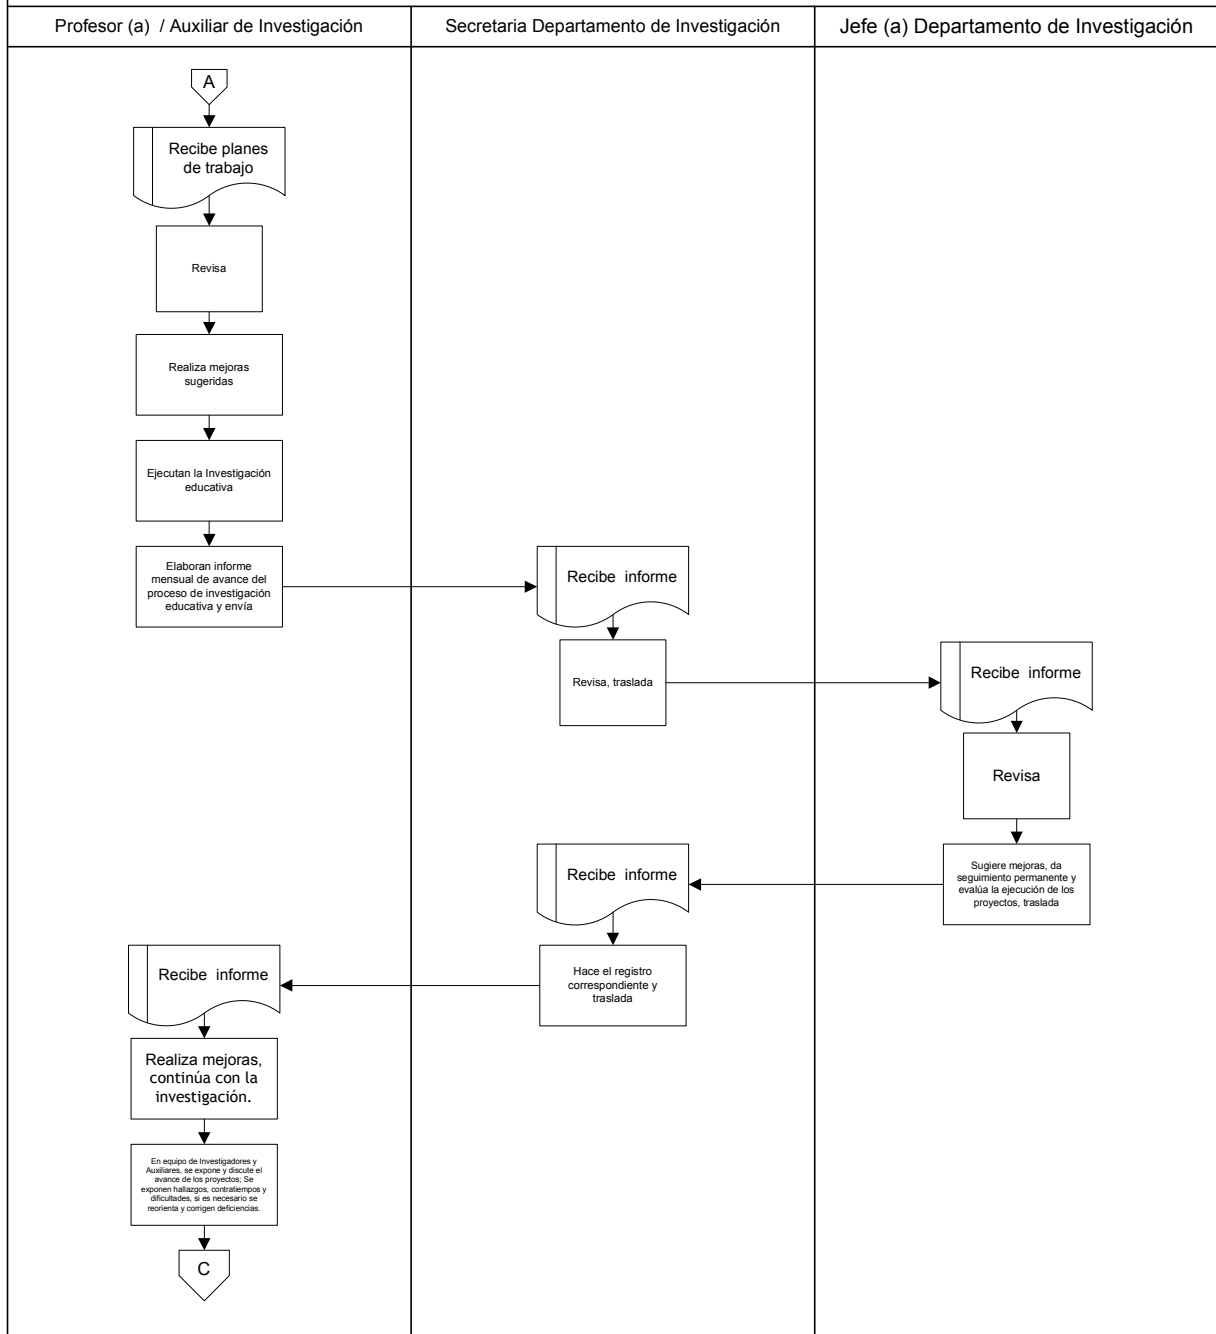 Profesor (a) / Auxiliar de Investigación
Secretaria Departamento de Investigación
Jefe (a) Departamento de Investigación
A
Recibe planes
de trabajo
Revisa
Realiza mejoras
sugeridas
Ejecutan la Investigación
educativa
Elaboran informe
mensual de avance del
proceso de investigación
educativa y envía
Recibe informe
Revisa, traslada
Recibe informe
Revisa
Sugiere mejoras, da
seguimiento permanente y
evalúa la ejecución de los
proyectos, traslada
Recibe informe
Hace el registro
correspondiente y
traslada
Recibe informe
Realiza mejoras,
continúa con la
investigación.
En equipo de Investigadores y
Auxiliares, se expone y discute el
avance de los proyectos; Se
exponen hallazgos, contratiempos y
dificultades, si es necesario se
reorienta y corrigen deficiencias.
C